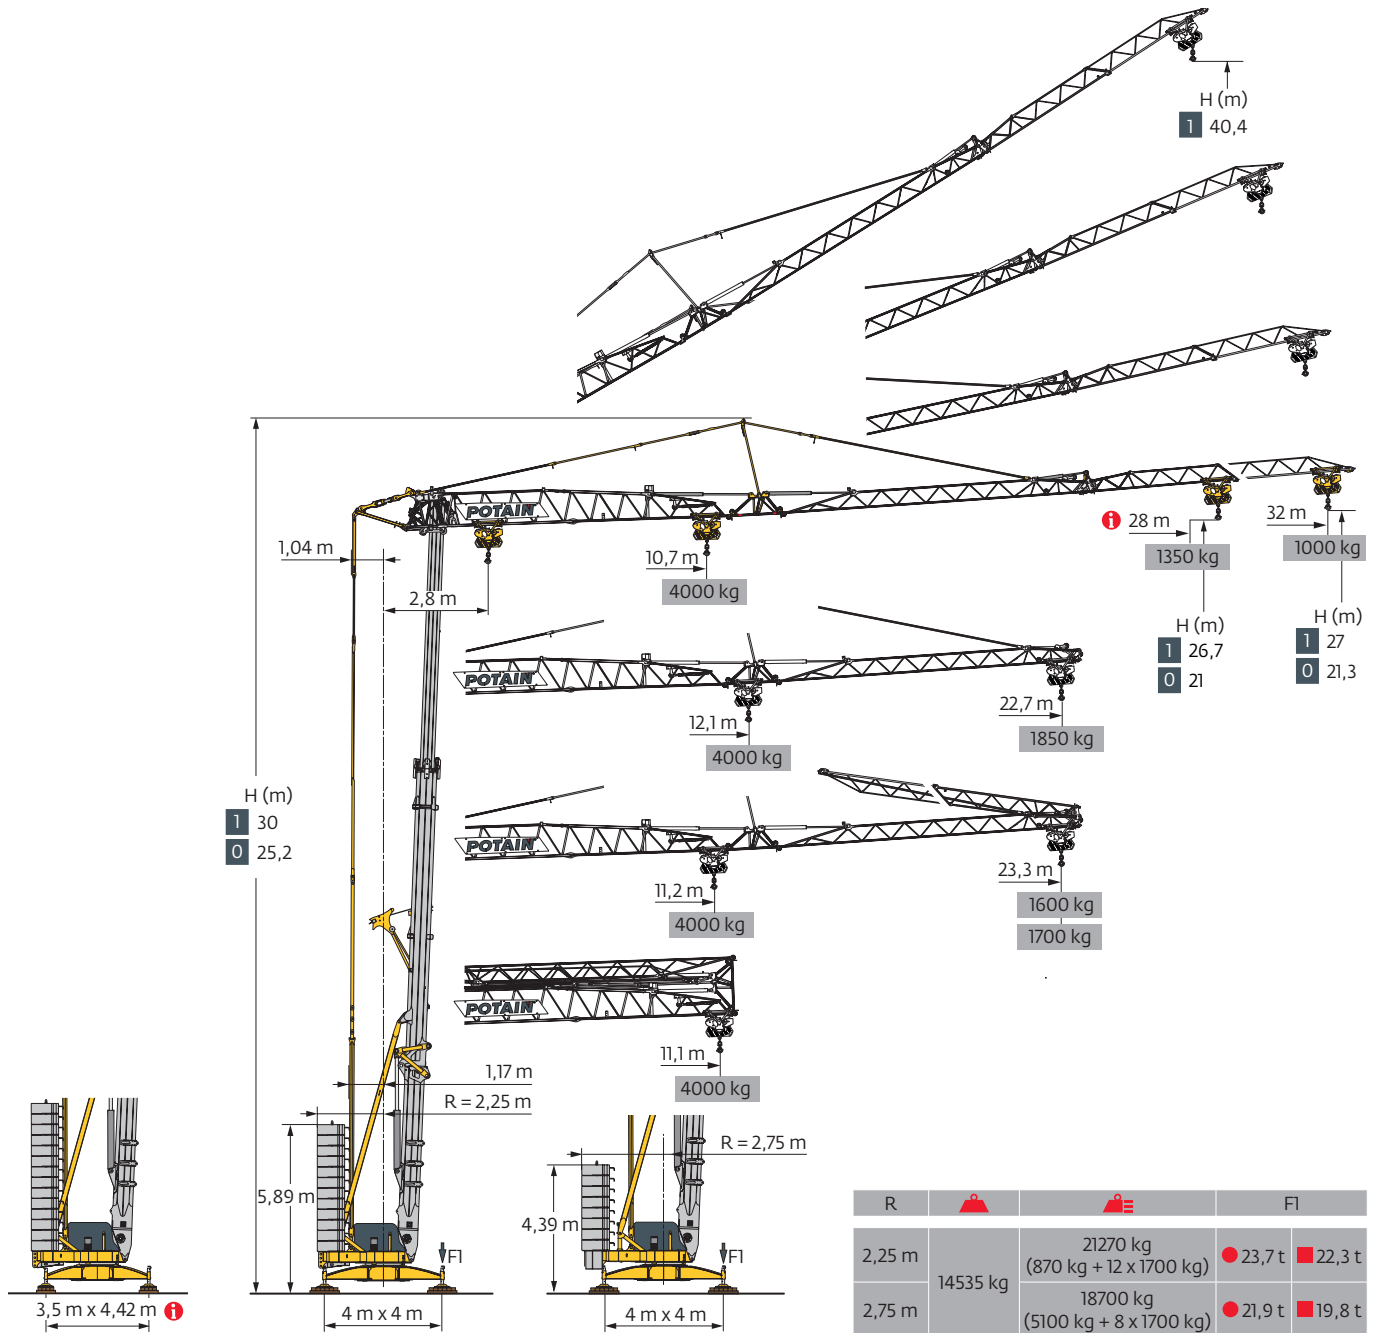 H (m)
1 40,4
POTAIN
1,04 m
2,8 m
10,7 m
4000 kg
28 m
1350 kg
32 m
1000 kg
H (m)
1 26,7
0 21
H (m)
1 27
0 21,3
POTAIN
12,1 m
4000 kg
22,7 m
1850 kg
H (m)
1 30
0 25,2
POTAIN
11,2 m
4000 kg
23,3 m
1600 kg
1700 kg
POTAIN
11,1 m
4000 kg
1,17 m
R = 2,25 m
5,89 m
F1
R = 2,75 m
4,39 m
F1
3,5 m x 4,42 m
4 m x 4 m
4 m x 4 m
R F1
2,25 m 14535 kg 21270 kg (870 kg + 12 x 1700 kg) 23,7 t 22,3 t
2,75 m 18700 kg (5100 kg + 8 x 1700 kg) 21,9 t 19,8 t